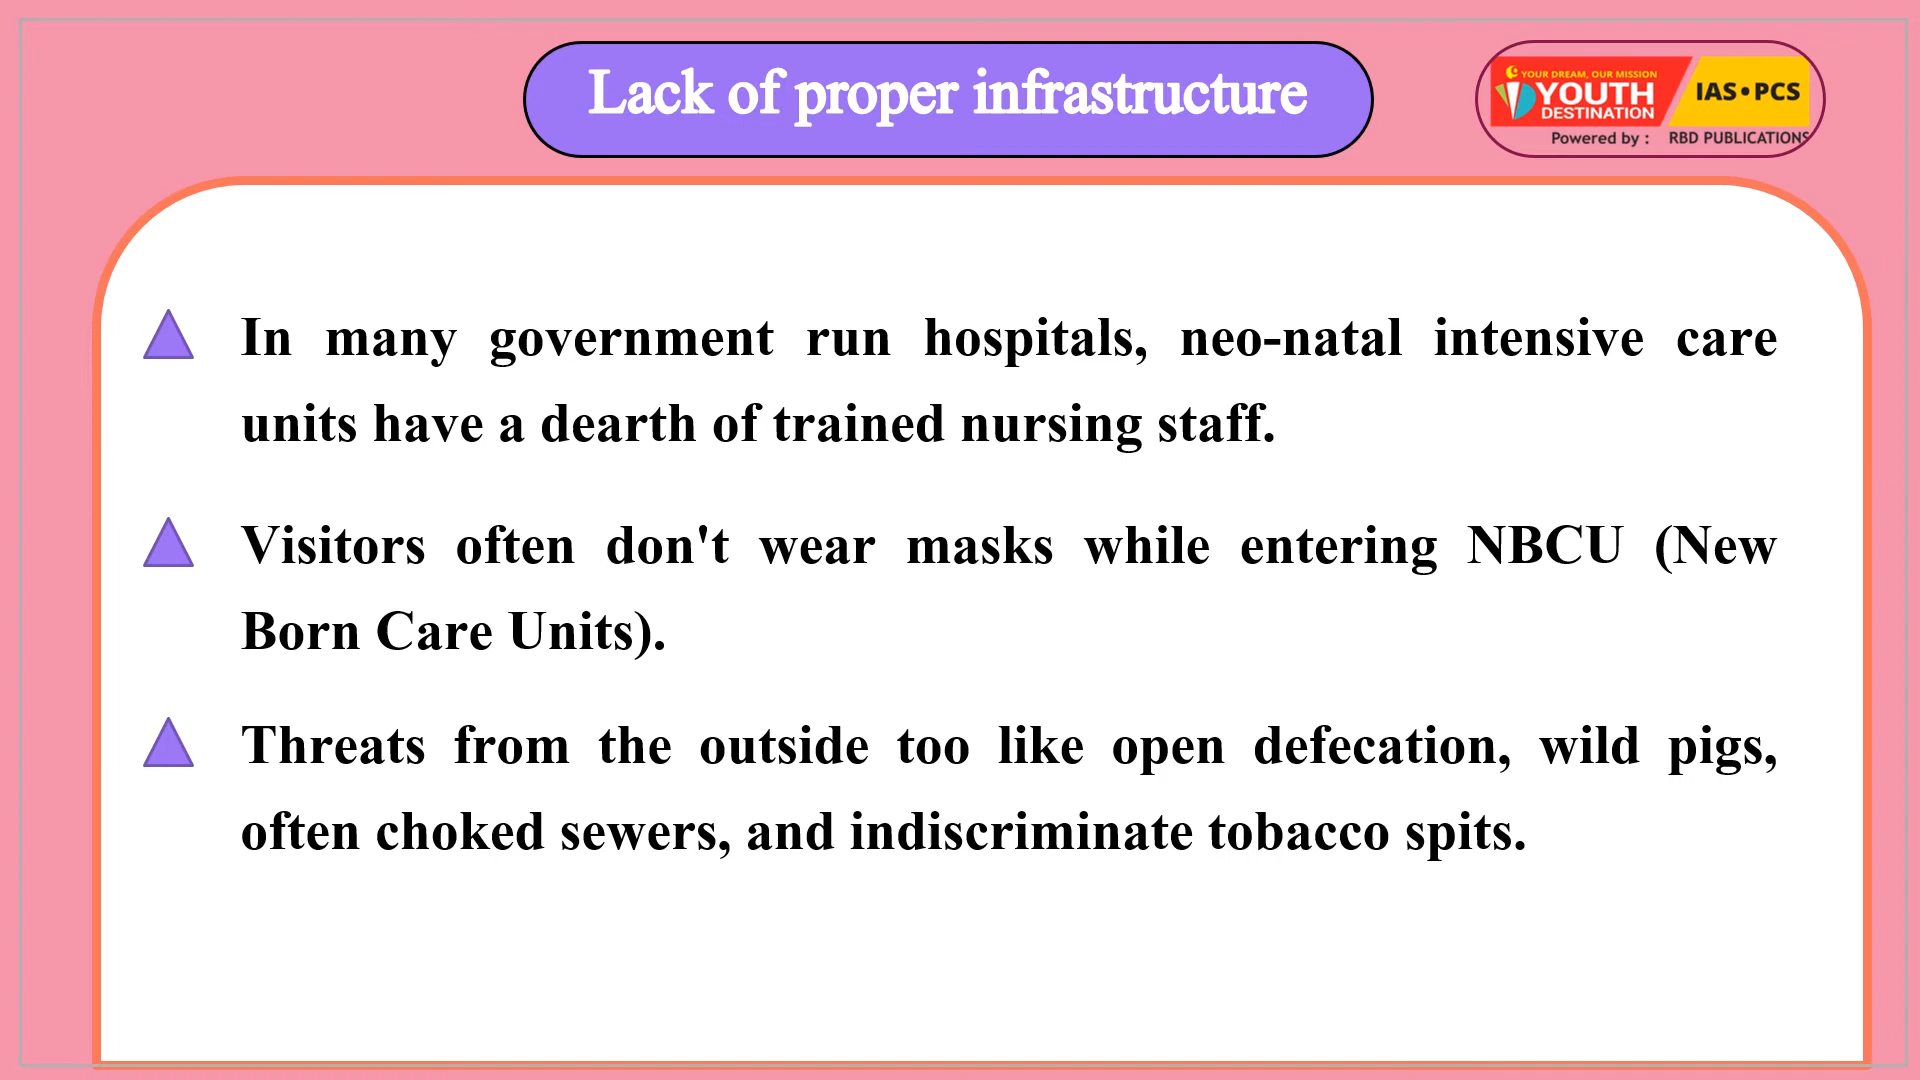 Lack of proper infrastructure
YOUR DREAM, OUR MISSION
YOUTH
DESTINATION
IAS•PCS
Powered by : RBD PUBLICATIONS
In many government run hospitals, neo-natal intensive care
units have a dearth of trained nursing staff.
Visitors often don't wear masks while entering NBCU (New
Born Care Units).
Threats from the outside too like open defecation, wild pigs,
often choked sewers, and indiscriminate tobacco spits.